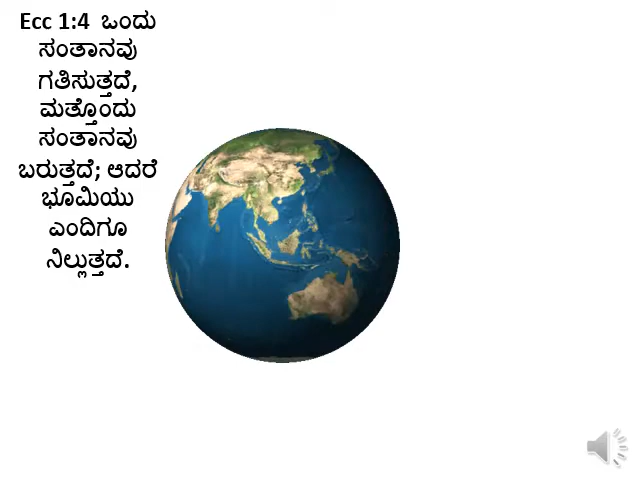 Ecc 1:4 ಒಂದು
ಸಂತಾನವು
ಗತಿಸುತ್ತದೆ,
ಮತ್ತೊಂದು
ಸಂತಾನವು
ಬರುತ್ತದೆ; ಆದರೆ
ಭೂಮಿಯು
ಎಂದಿಗೂ
ನಿಲ್ಲುತ್ತದೆ.